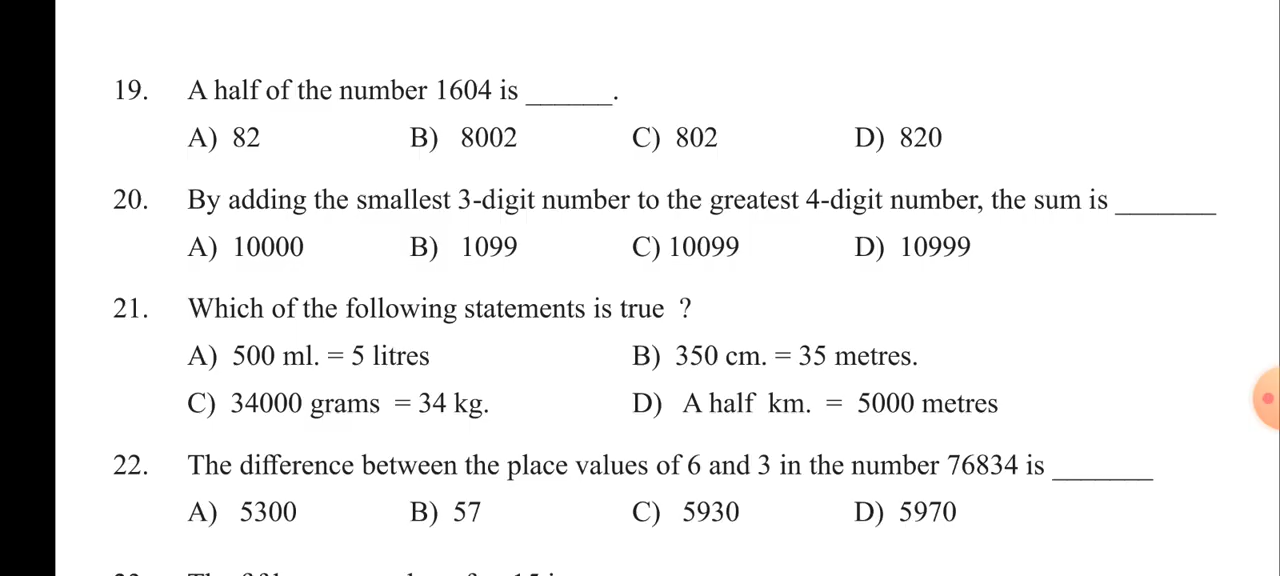 19. A half of the number 1604 is ______.
A) 82 B) 8002 C) 802 D) 820
20. By adding the smallest 3-digit number to the greatest 4-digit number, the sum is _______
A) 10000 B) 1099 C) 10099 D) 10999
21. Which of the following statements is true ?
A) 500 ml. = 5 litres B) 350 cm. = 35 metres.
C) 34000 grams = 34 kg. D) A half km. = 5000 metres
22. The difference between the place values of 6 and 3 in the number 76834 is _______
A) 5300 B) 57 C) 5930 D) 5970